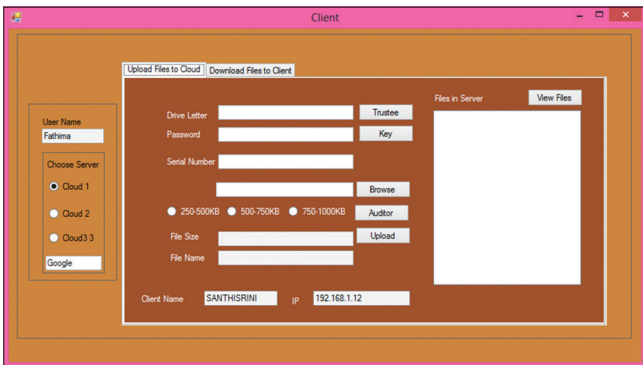 Client
Upload Files to Cloud Download Files to Client
User Name
Fathima
Choose Server
Cloud 1
Cloud 2
Cloud3 3
Google
Drive Letter Trustee
Password Key
Serial Number
Browse
250-500KB 500-750KB 750-1000KB Auditor
File Size Upload
File Name
Client Name SANTHISRINI IP 192.168.1.12
Files in Server View Files